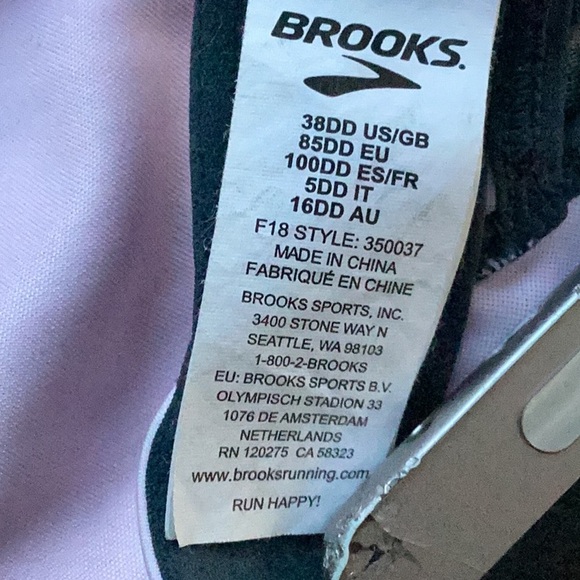 BROOKS.
38DD US/GB
85DD EU
100DD ES/FR
5DD IT
16DD AU
F18 STYLE: 350037
MADE IN CHINA
FABRIQUÉ EN CHINE
BROOKS SPORTS, INC.
3400 STONE WAY N
SEATTLE, WA 98103
1-800-2-BROOKS
EU: BROOKS SPORTS B.V.
OLYMPISCH STADION 33
1076 DE AMSTERDAM
NETHERLANDS
RN 120275 CA 58323
www.brooksrunning.com
RUN HAPPY!